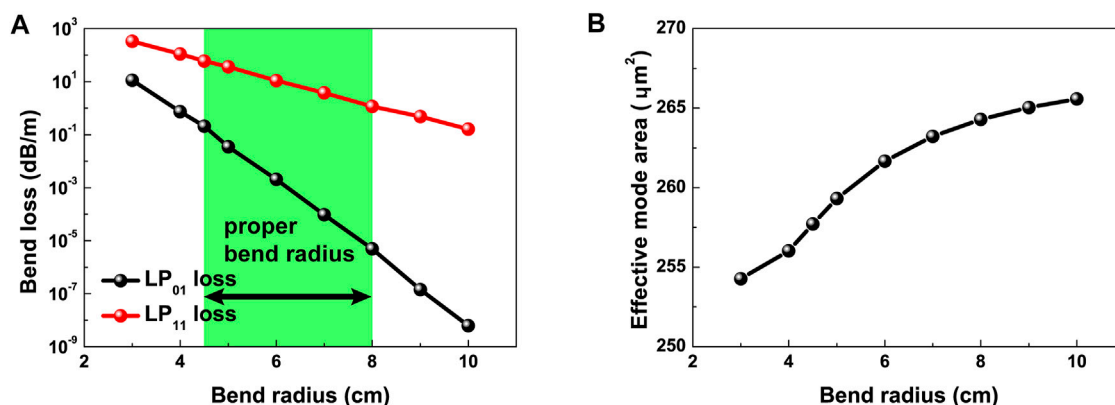 A
Bend loss (dB/m)
10³
10¹
10⁻¹
10⁻³
10⁻⁵
10⁻⁷
10⁻⁹
proper
bend radius
LP₀₁ loss
LP₁₁ loss
2 4 6 8 10
Bend radius (cm)
B
Effective mode area ( μm²)
270
265
260
255
250
2 4 6 8 10
Bend radius (cm)